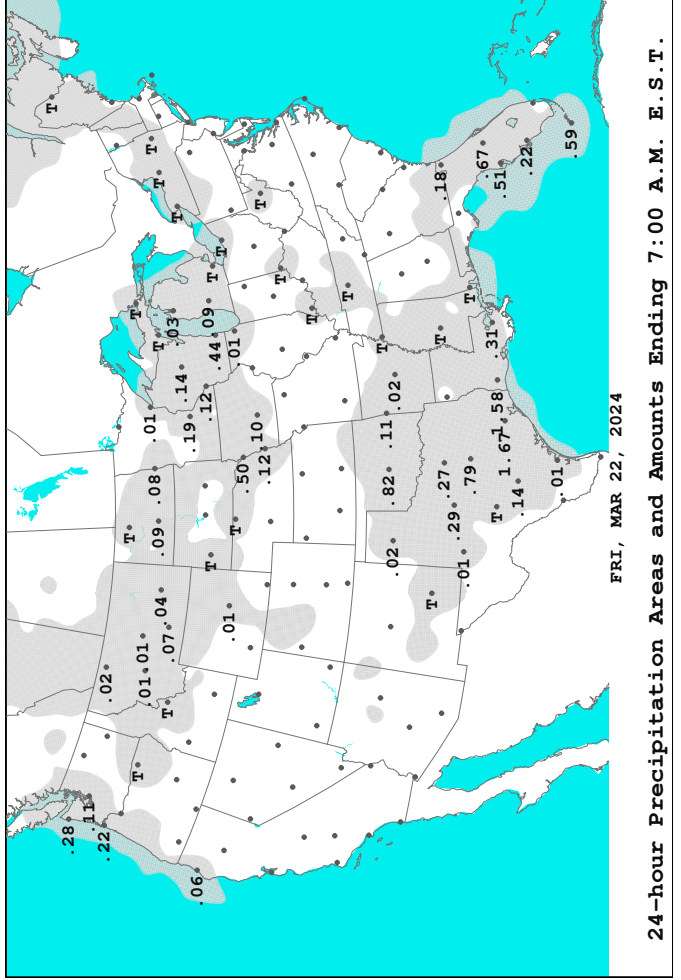 T
.28
.11
.22
.02
T
T
T
.01
.01
.01
T
.08
.09
T
T
.04
T
.07
.03
T
.14
.19
.06
.12
.09
T
T
.44
T
.01
.01
T
.50
.10
T
.12
T
T
T
T
.11
.82
.02
.02
T
T
.18
.27
.29
.01
T
.79
.67
.31
T
1.58
.51
1.67
.14
.22
.01
.59
FRI, MAR 22, 2024
24-hour Precipitation Areas and Amounts Ending 7:00 A.M. E.S.T.